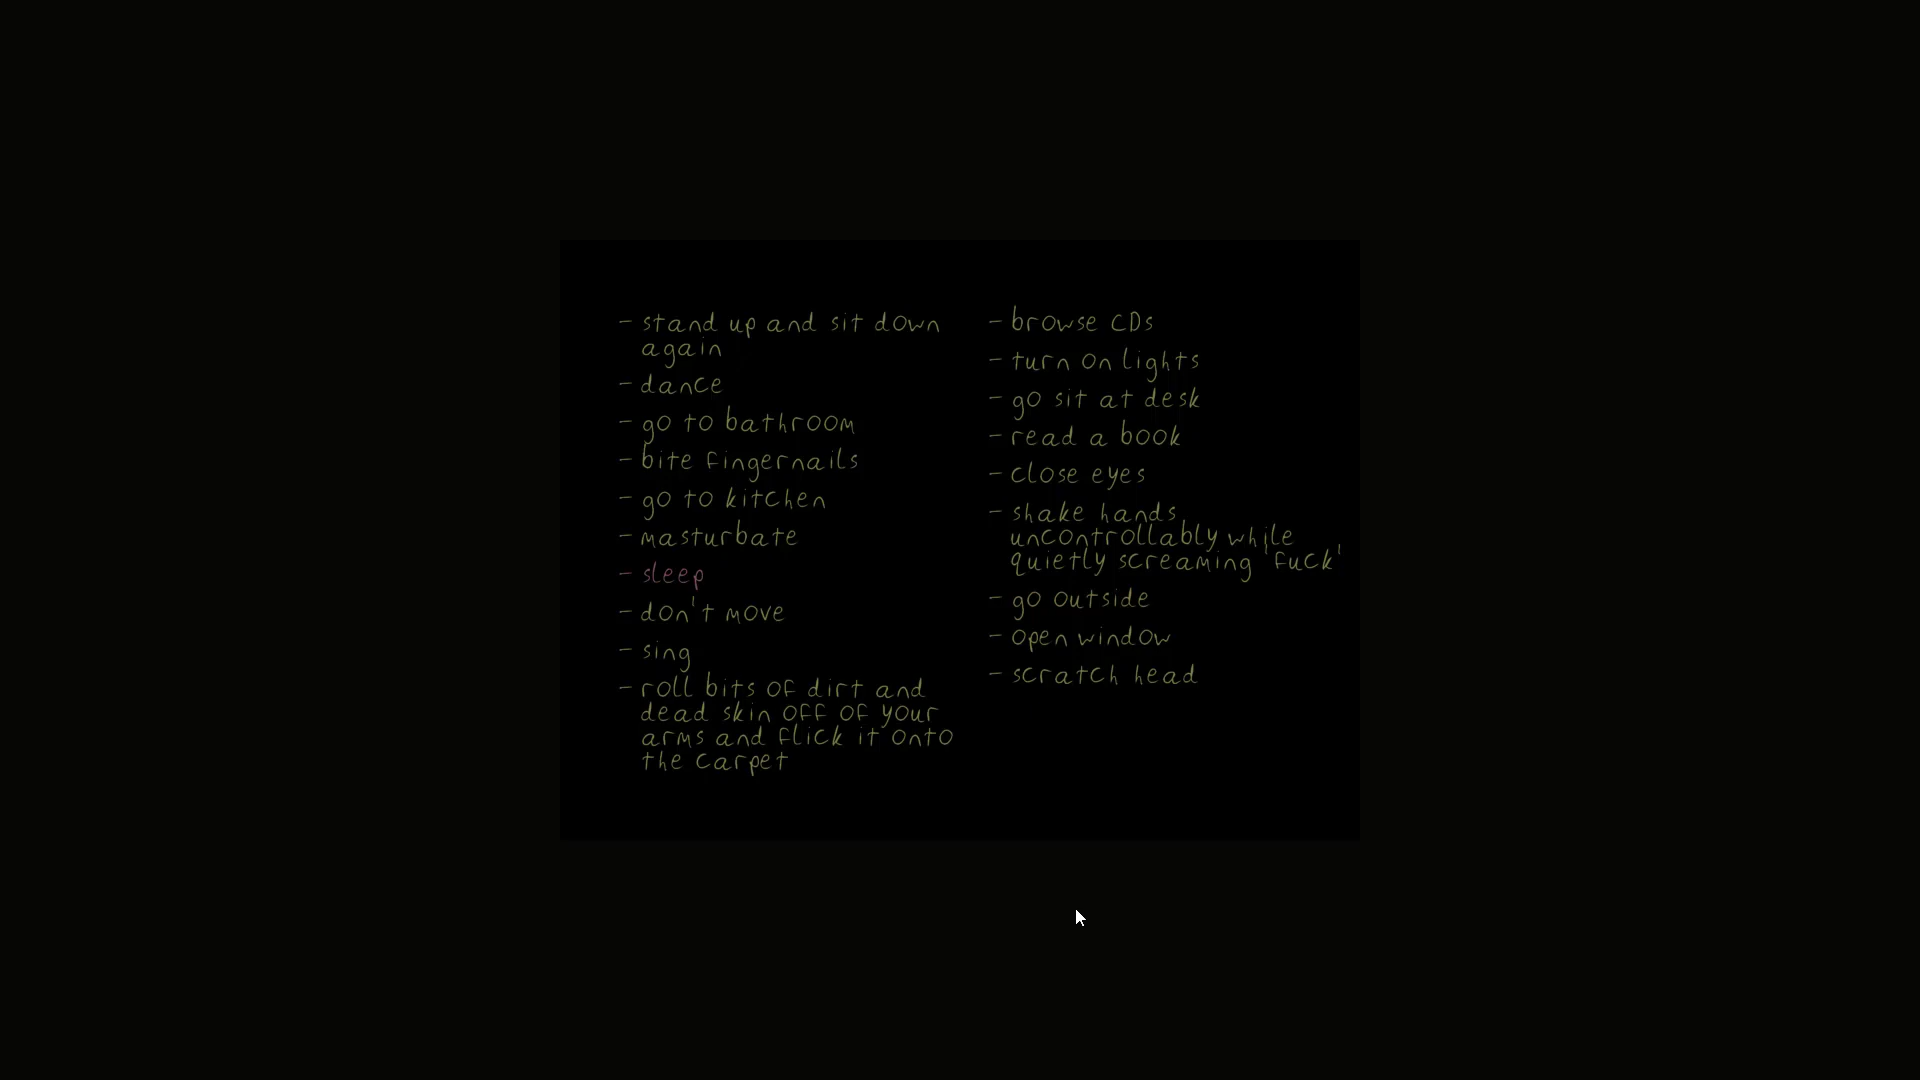 - stand up and sit down
again
- dance
- go to bathroom
- bite fingernails
- go to kitchen
- masturbate
- sleep
- don't move
- sing
- roll bits of dirt and
dead skin off of your
arms and flick it onto
the carpet
- browse CDs
- turn on lights
- go sit at desk
- read a book
- close eyes
- shake hands
uncontrollably while
quietly screaming 'fuck'
- go outside
- open window
- scratch head